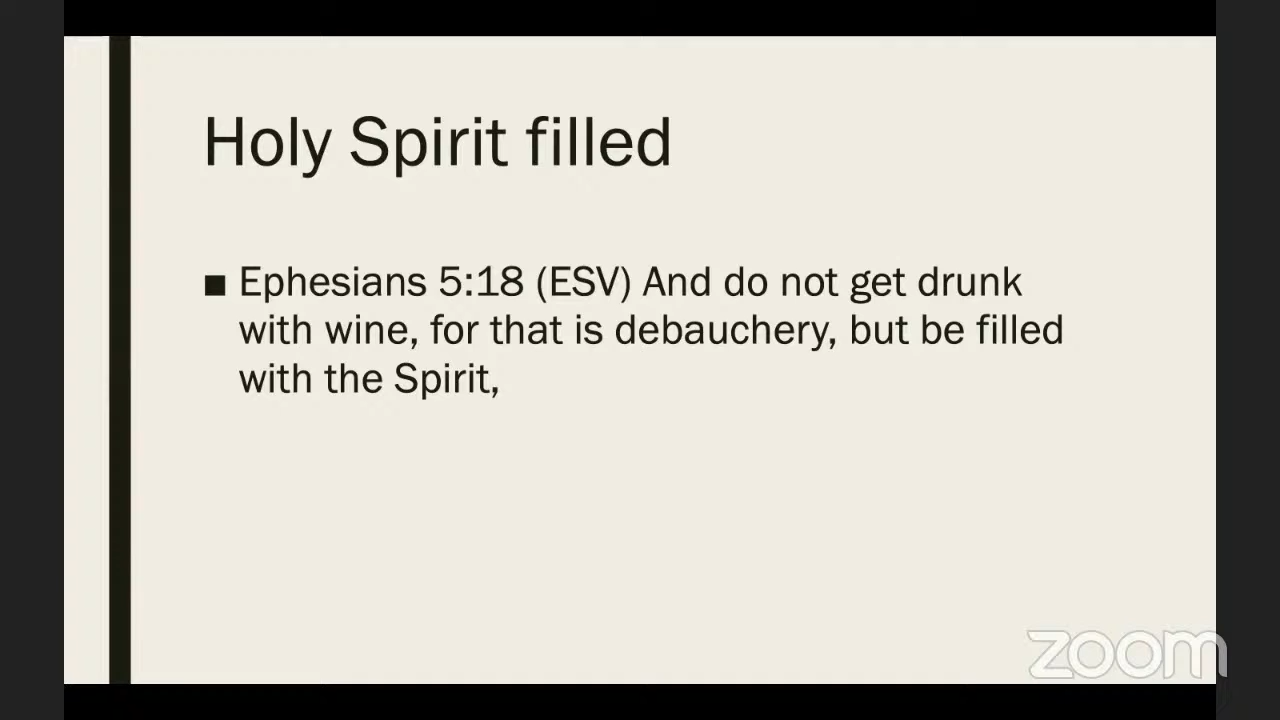 Holy Spirit filled
■ Ephesians 5:18 (ESV) And do not get drunk
with wine, for that is debauchery, but be filled
with the Spirit,
zoom